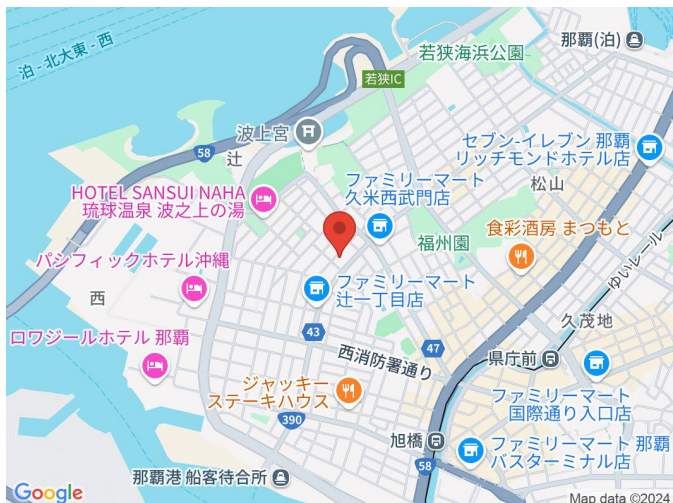 那覇(泊)
若狭海浜公園
泊 - 北大東 - 西
若狭IC
波上宮
58
辻
セブン-イレブン 那覇
リッチモンドホテル店
松山
HOTEL SANSUI NAHA
琉球温泉 波之上の湯
ファミリーマート
久米西武門店
福州園
食彩酒房 まつもと
ゆいレール
パシフィックホテル沖縄
西
ファミリーマート
辻一丁目店
久茂地
43
47
ロワジールホテル 那覇
西消防署通り
県庁前
ジャッキー
ステーキハウス
ファミリーマート
国際通り入口店
390
旭橋
ファミリーマート 那覇
バスターミナル店
58
那覇港 船客待合所
Google
Map data ©2024